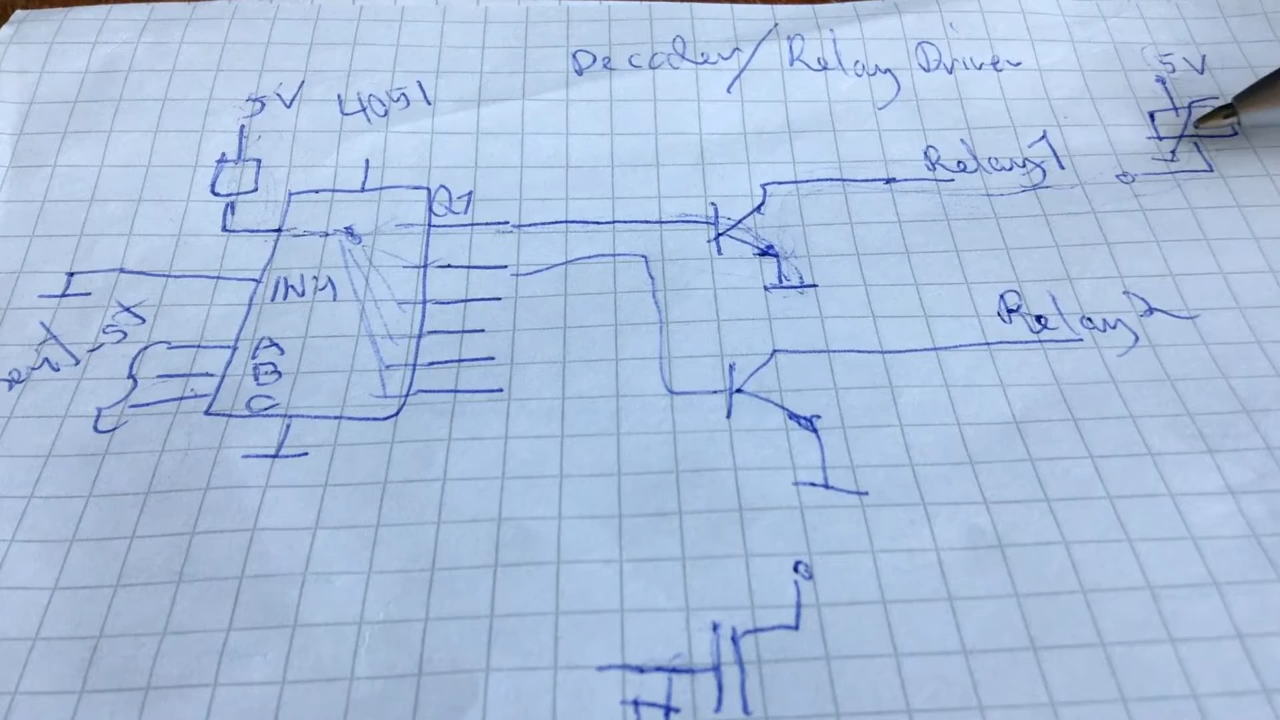 Decoder/Relay Driver
5V
5V 4051
Relay1
Q1
INH
A
B
C
Relay2